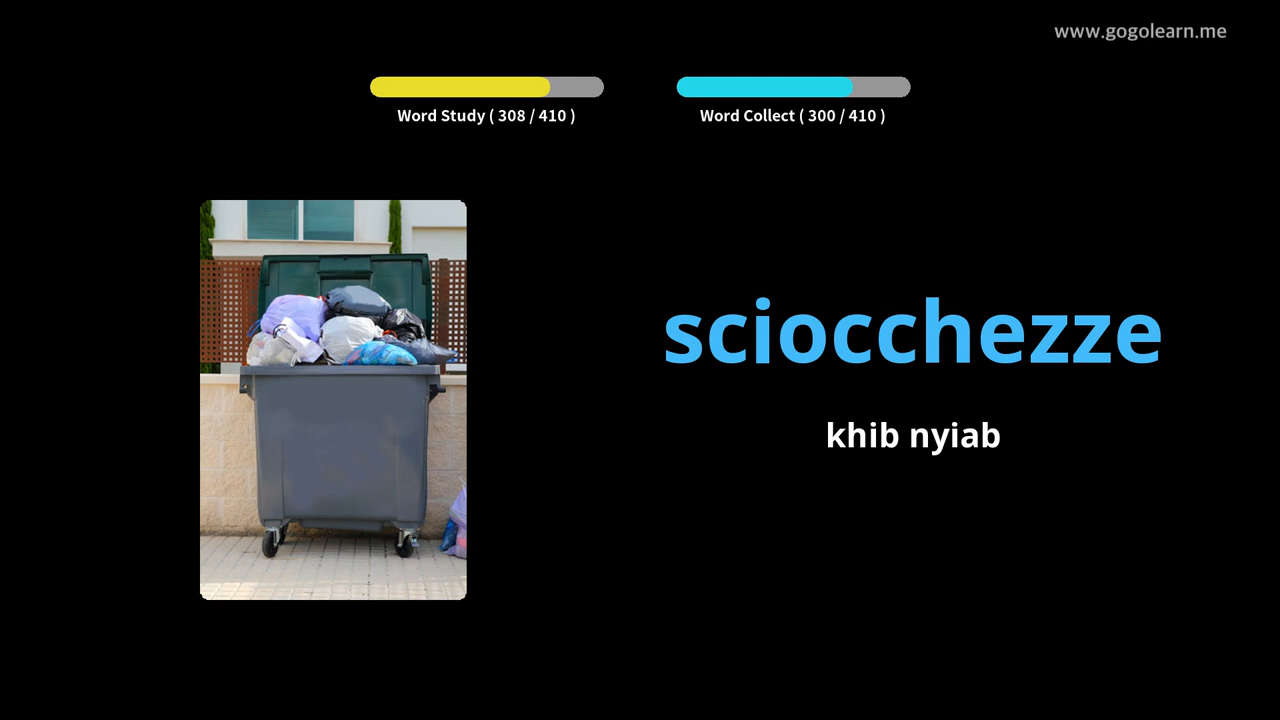 www.gogolearn.me
Word Study ( 308 / 410 )
Word Collect ( 300 / 410 )
sciocchezze
khib nyiab